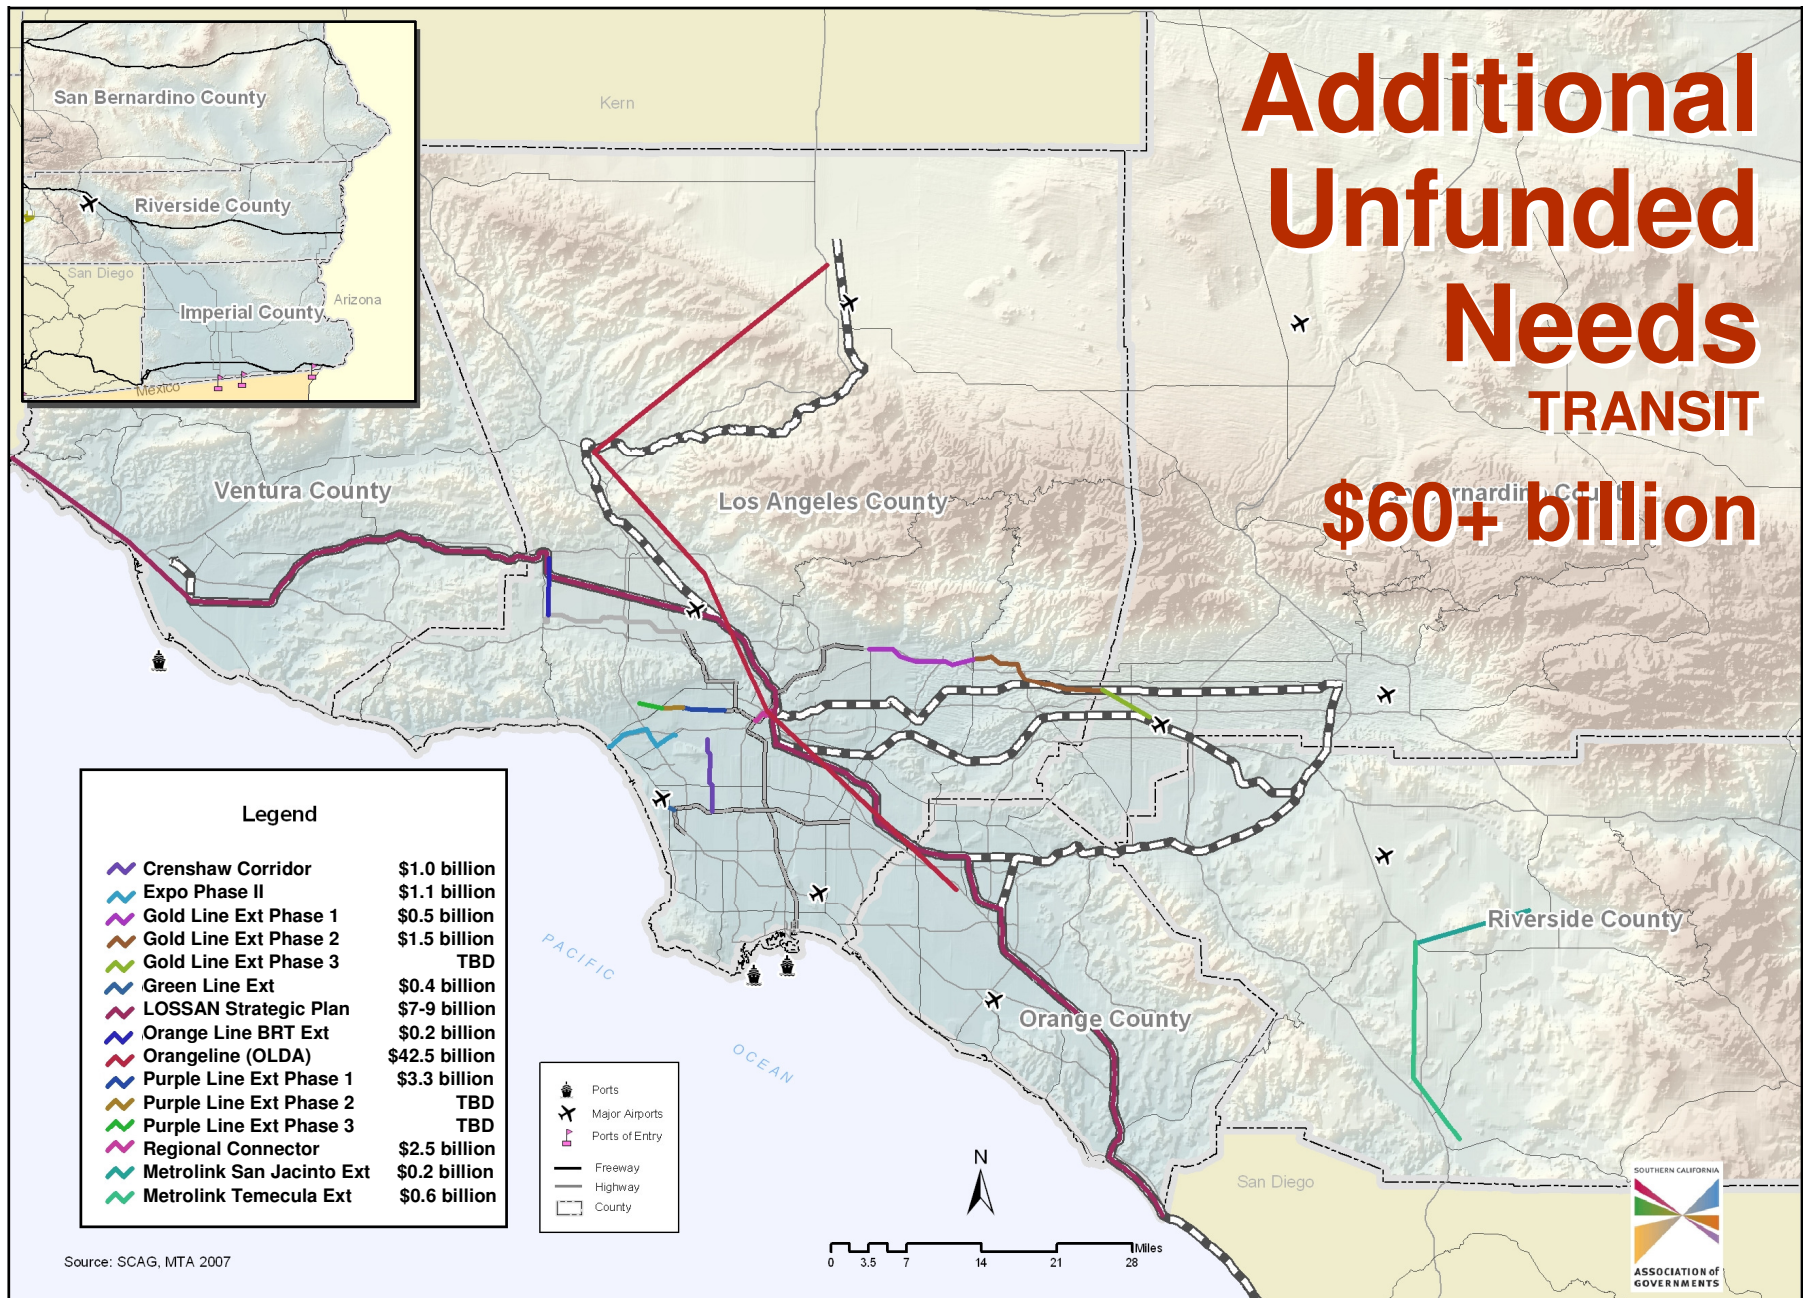 Additional
Unfunded
Needs
TRANSIT
$60+ billion
San Bernardino County
Riverside County
San Diego
Imperial County
Arizona
Mexico
Kern
Ventura County
Los Angeles County
San Bernardino County
Riverside County
Orange County
San Diego
PACIFIC
OCEAN
Legend
Crenshaw Corridor $1.0 billion
Expo Phase II $1.1 billion
Gold Line Ext Phase 1 $0.5 billion
Gold Line Ext Phase 2 $1.5 billion
Gold Line Ext Phase 3 TBD
Green Line Ext $0.4 billion
LOSSAN Strategic Plan $7-9 billion
Orange Line BRT Ext $0.2 billion
Orangeline (OLDA) $42.5 billion
Purple Line Ext Phase 1 $3.3 billion
Purple Line Ext Phase 2 TBD
Purple Line Ext Phase 3 TBD
Regional Connector $2.5 billion
Metrolink San Jacinto Ext $0.2 billion
Metrolink Temecula Ext $0.6 billion
Ports
Major Airports
Ports of Entry
Freeway
Highway
County
N
Miles
0 3.5 7 14 21 28
Source: SCAG, MTA 2007
SOUTHERN CALIFORNIA
ASSOCIATION of
GOVERNMENTS